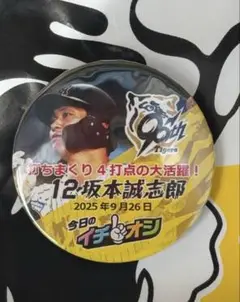 90th
Tigers
打ちまくり4打点の大活躍！
12 坂本誠志郎
2025年9月26日
今日の
イチオシ